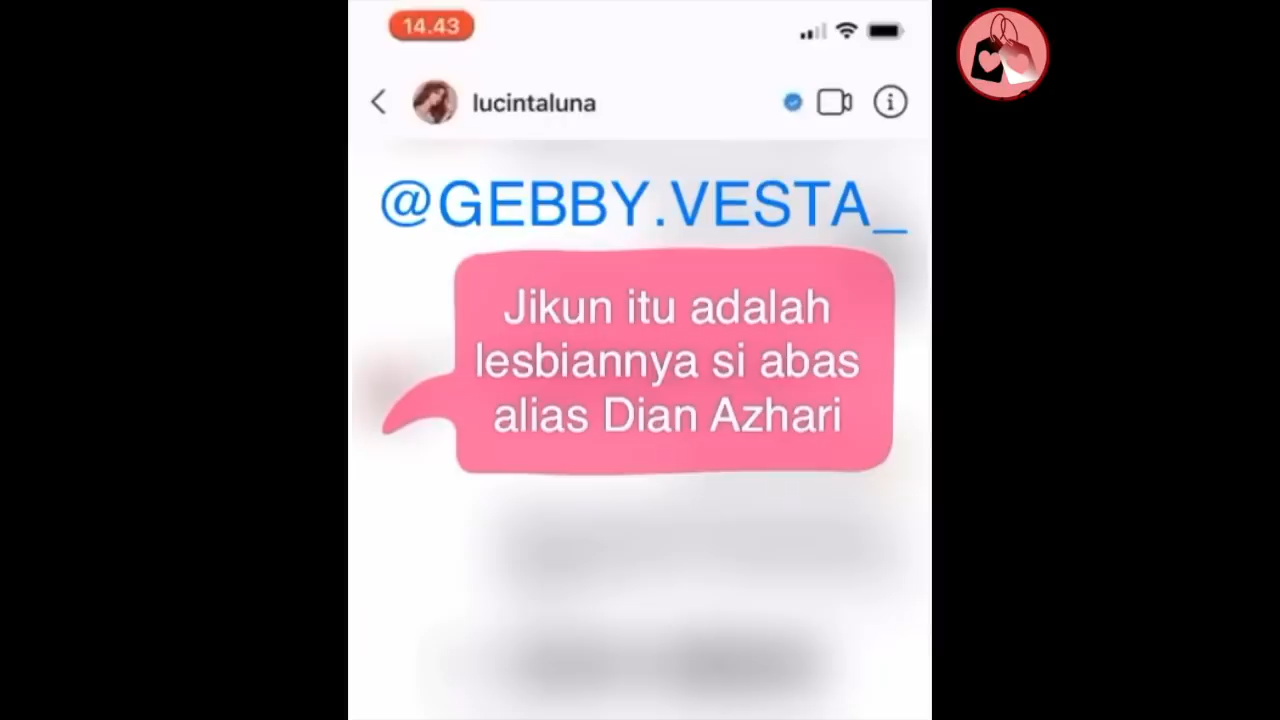 14.43
lucintaluna
@GEBBY.VESTA_
Jikun itu adalah
lesbiannya si abas
alias Dian Azhari